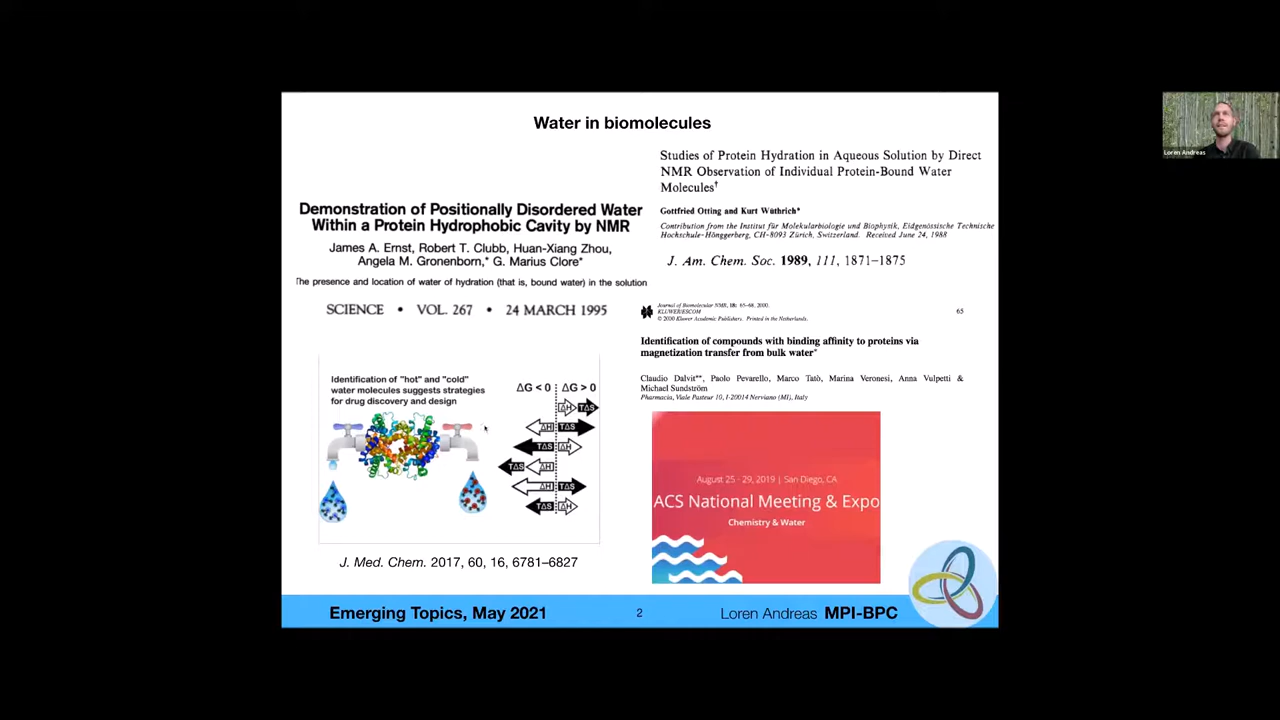 Water in biomolecules
Demonstration of Positionally Disordered Water
Within a Protein Hydrophobic Cavity by NMR
James A. Ernst, Robert T. Clubb, Huan-Xiang Zhou,
Angela M. Gronenborn,* G. Marius Clore*
The presence and location of water of hydration (that is, bound water) in the solution
SCIENCE • VOL. 267 • 24 MARCH 1995
Studies of Protein Hydration in Aqueous Solution by Direct
NMR Observation of Individual Protein-Bound Water
Molecules†
Gottfried Otting and Kurt Wüthrich*
Contribution from the Institut für Molekularbiologie und Biophysik, Eidgenössische Technische
Hochschule-Hönggerberg, CH-8093 Zürich, Switzerland. Received June 24, 1988
J. Am. Chem. Soc. 1989, 111, 1871–1875
Journal of Biomolecular NMR, 18: 65–68, 2000.
KLUWER/ESCOM
© 2000 Kluwer Academic Publishers. Printed in the Netherlands.
65
Identification of compounds with binding affinity to proteins via
magnetization transfer from bulk water*
Claudio Dalvit**, Paolo Pevarello, Marco Tatò, Marina Veronesi, Anna Vulpetti &
Michael Sundström
Pharmacia, Viale Pasteur 10, I-20014 Nerviano (MI), Italy
Identification of "hot" and "cold"
water molecules suggests strategies
for drug discovery and design
ΔG < 0 ΔG > 0
ΔH TΔS
ΔH TΔS
TΔS ΔH
TΔS ΔH
ΔH TΔS
TΔS ΔH
J. Med. Chem. 2017, 60, 16, 6781–6827
August 25 - 29, 2019 | San Diego, CA
ACS National Meeting & Expo
Chemistry & Water
Emerging Topics, May 2021
2
Loren Andreas MPI-BPC
Loren Andreas